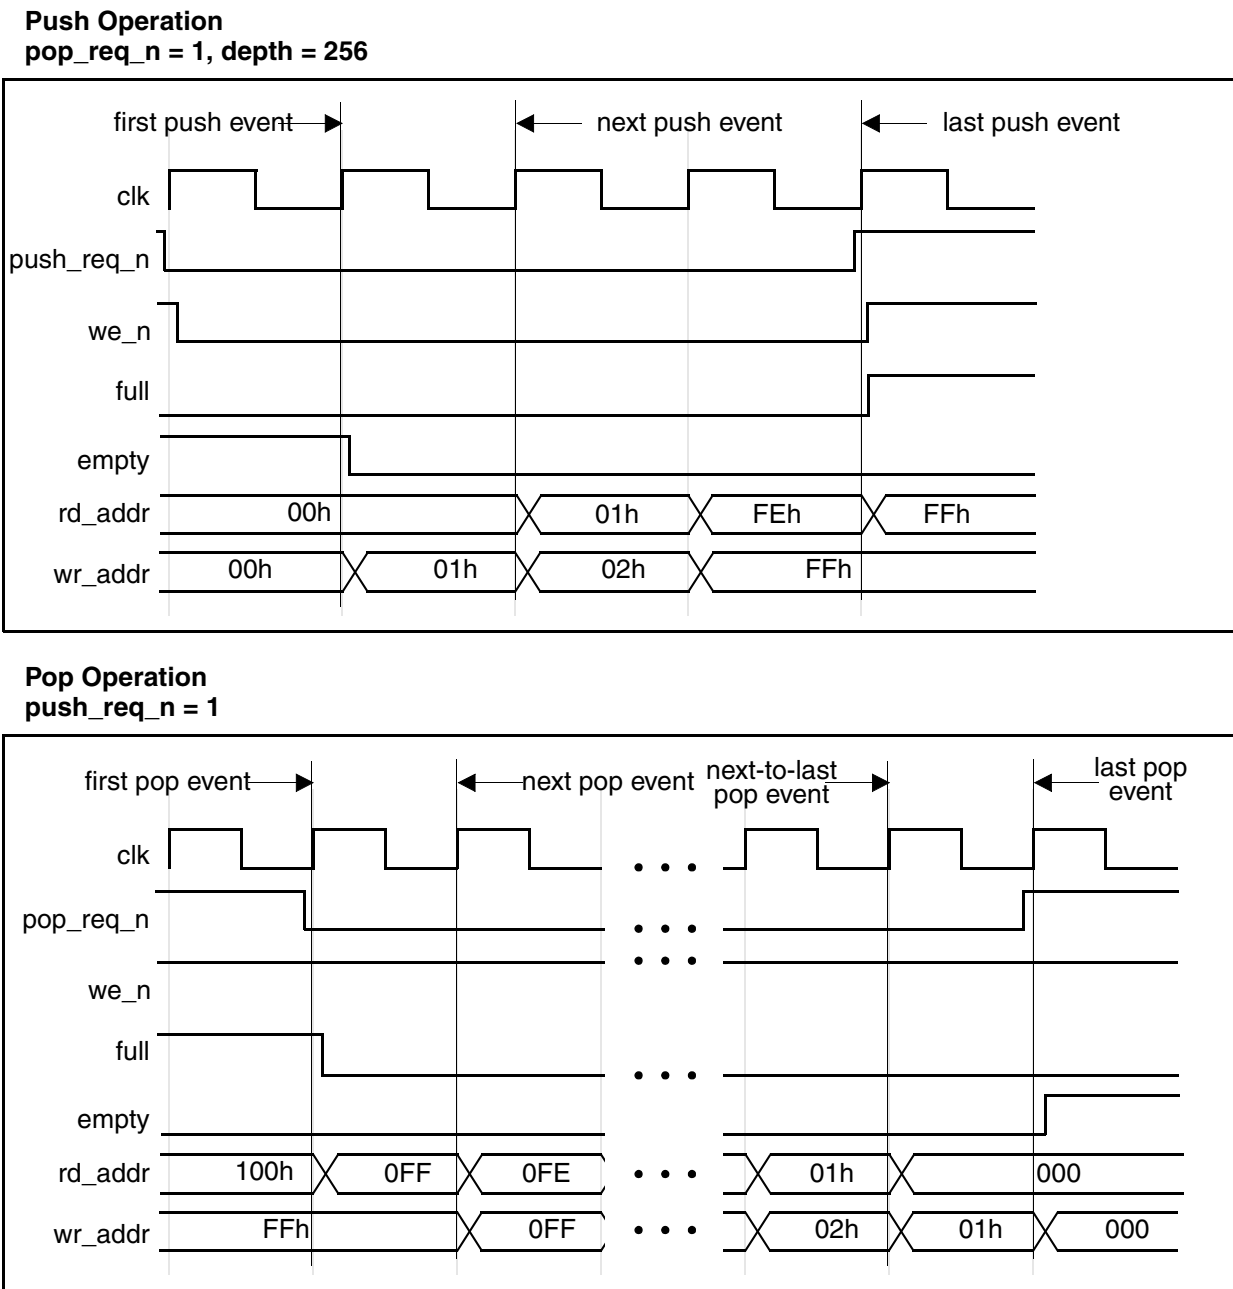 Push Operation
pop_req_n = 1, depth = 256
first push event
next push event
last push event
clk
push_req_n
we_n
full
empty
rd_addr
00h
01h
FEh
FFh
wr_addr
00h
01h
02h
FFh
Pop Operation
push_req_n = 1
first pop event
next pop event
next-to-last
pop event
last pop
event
clk
pop_req_n
we_n
full
empty
rd_addr
100h
0FF
0FE
01h
000
wr_addr
FFh
0FF
02h
01h
000